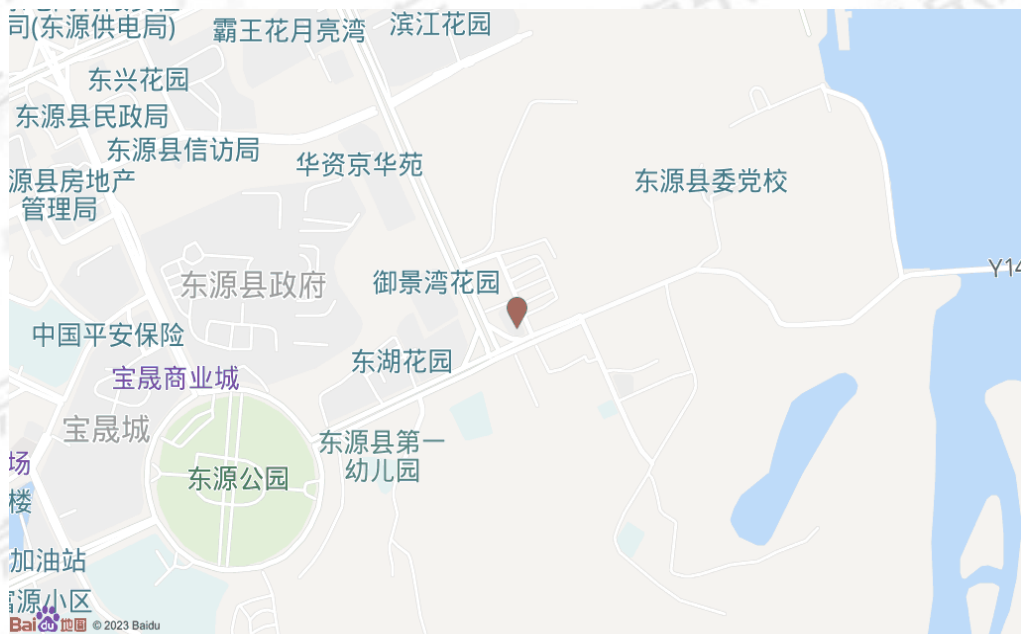 司(东源供电局)
霸王花月亮湾
滨江花园
东兴花园
东源县民政局
东源县信访局
华资京华苑
源县房地产
管理局
东源县委党校
东源县政府
御景湾花园
Y14
中国平安保险
东湖花园
宝晟商业城
宝晟城
东源县第一
幼儿园
场
东源公园
楼
加油站
富源小区
Bai du 地图 © 2023 Baidu